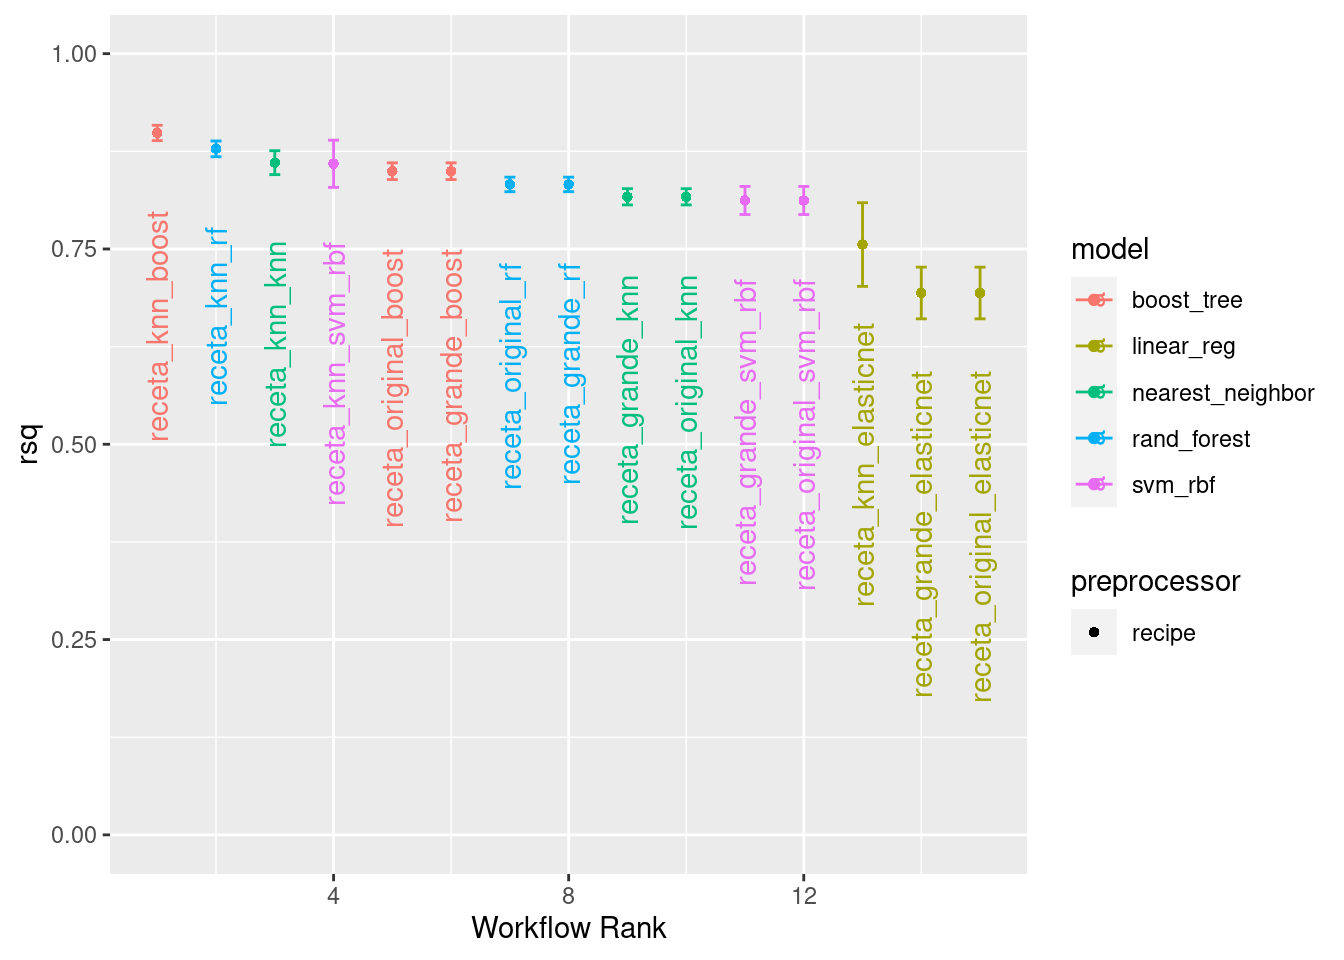 1.00
0.75
0.50
0.25
0.00
rsq
receta_knn_boost
receta_knn_rf
receta_knn_knn
receta_knn_svm_rbf
receta_original_boost
receta_grande_boost
receta_original_rf
receta_grande_rf
receta_grande_knn
receta_original_knn
receta_grande_svm_rbf
receta_original_svm_rbf
receta_knn_elasticnet
receta_grande_elasticnet
receta_original_elasticnet
4
8
12
Workflow Rank
model
boost_tree
linear_reg
nearest_neighbor
rand_forest
svm_rbf
preprocessor
recipe